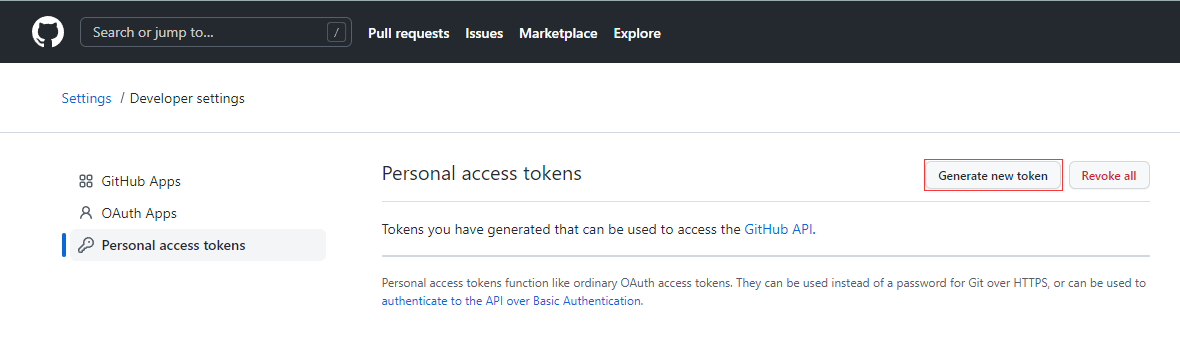 Search or jump to... / Pull requests Issues Marketplace Explore
Settings / Developer settings
GitHub Apps
OAuth Apps
Personal access tokens
Personal access tokens Generate new token Revoke all
Tokens you have generated that can be used to access the GitHub API.
Personal access tokens function like ordinary OAuth access tokens. They can be used instead of a password for Git over HTTPS, or can be used to
authenticate to the API over Basic Authentication.